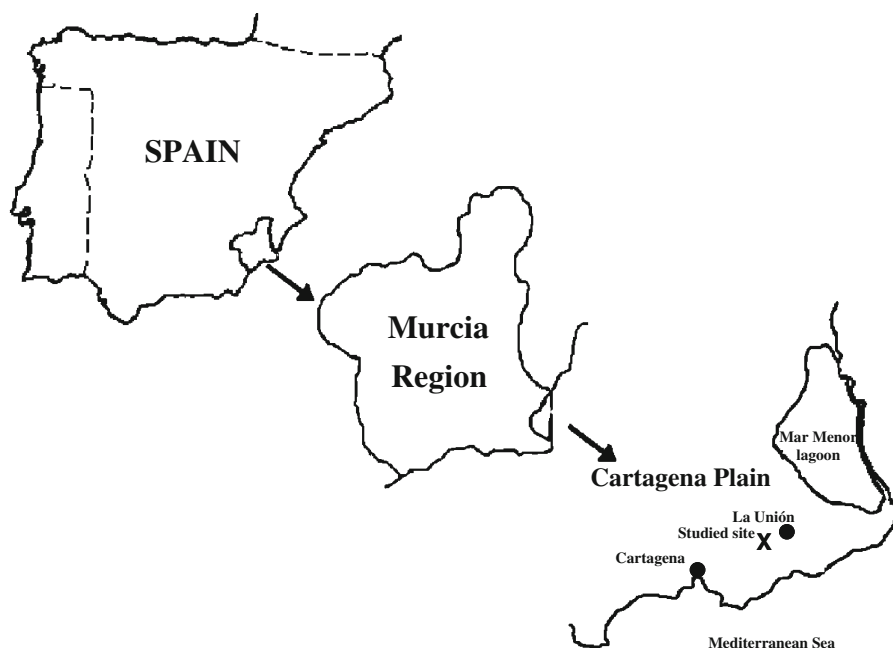 SPAIN
Murcia
Region
Mar Menor
lagoon
Cartagena Plain
La Unión
Studied site X
Cartagena
Mediterranean Sea